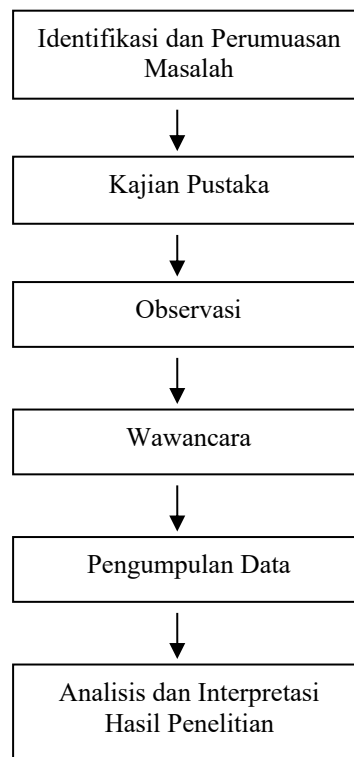 Identifikasi dan Perumuasan
Masalah
Kajian Pustaka
Observasi
Wawancara
Pengumpulan Data
Analisis dan Interpretasi
Hasil Penelitian